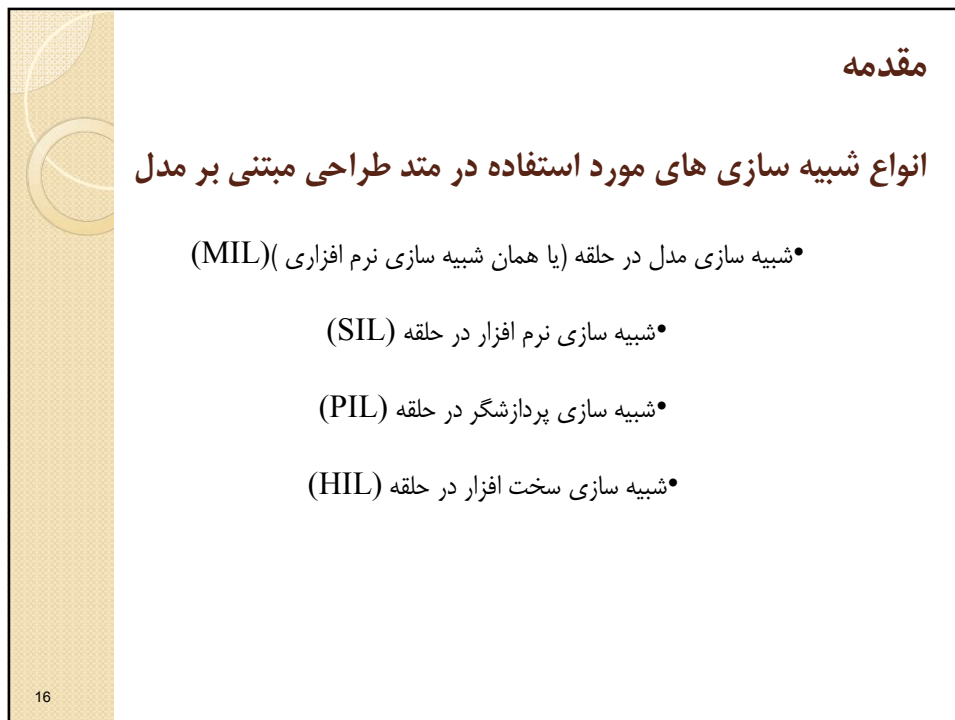 مقدمه
انواع شبیه سازی های مورد استفاده در متد طراحی مبتنی بر مدل
•شبیه سازی مدل در حلقه (یا همان شبیه سازی نرم افزاری )(MIL)
•شبیه سازی نرم افزار در حلقه (SIL)
•شبیه سازی پردازشگر در حلقه (PIL)
•شبیه سازی سخت افزار در حلقه (HIL)
16